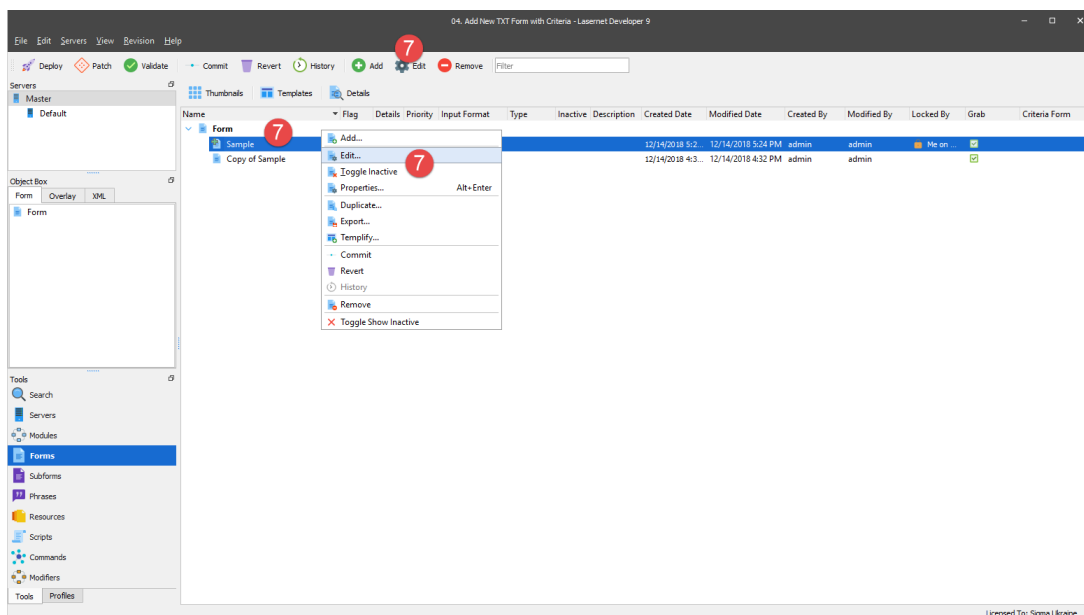 04. Add New TXT Form with Criteria - Lasernet Developer 9
File Edit Servers View Revision Help
7
Deploy Patch Validate Commit Revert History Add Edit Remove Filter
Servers
Master
Default
Thumbnails Templates Details
Name Flag Details Priority Input Format Type Inactive Description Created Date Modified Date Created By Modified By Locked By Grab Criteria Form
Form
7
Sample 12/14/2018 5:2... 12/14/2018 5:24 PM admin admin Me on ...
Copy of Sample 12/14/2018 4:3... 12/14/2018 4:32 PM admin admin
Add...
Edit...
7
Toggle Inactive
Properties... Alt+Enter
Duplicate...
Export...
Templify...
Commit
Revert
History
Remove
Toggle Show Inactive
Object Box
Form Overlay XML
Form
Tools
Search
Servers
Modules
Forms
Subforms
Phrases
Resources
Scripts
Commands
Modifiers
Tools Profiles
Licensed To: Sigma Ukraine